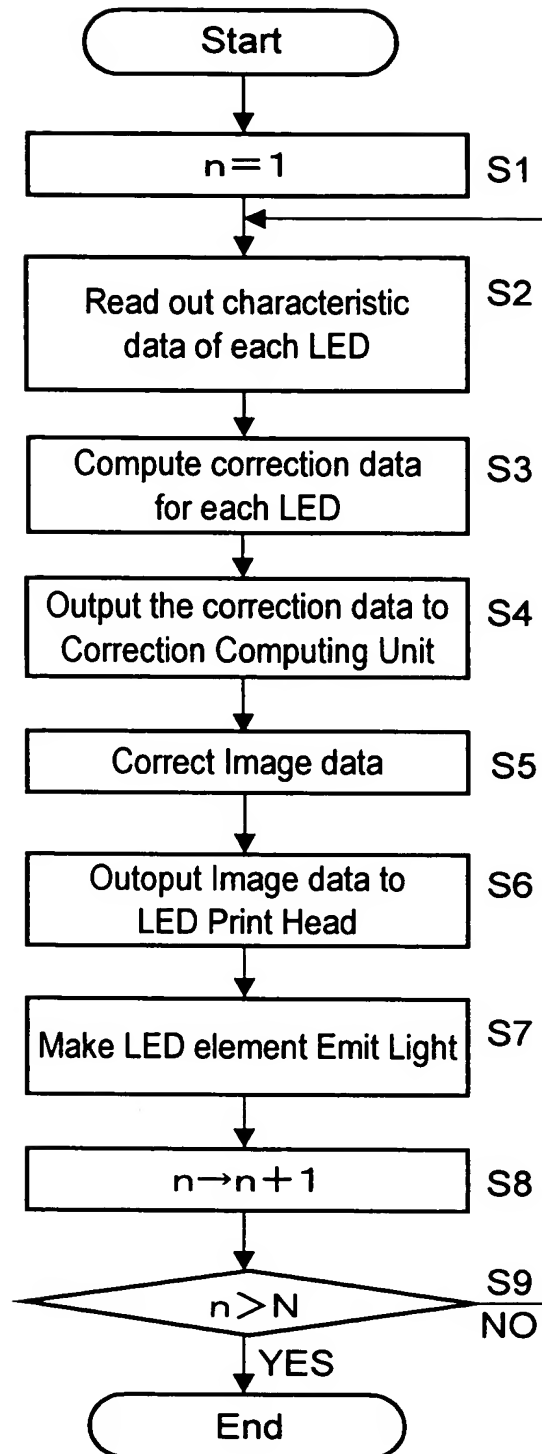 Start
n=1
S1
Read out characteristic
data of each LED
S2
Compute correction data
for each LED
S3
Output the correction data to
Correction Computing Unit
S4
Correct Image data
S5
Outoput Image data to
LED Print Head
S6
Make LED element Emit Light
S7
n→n+1
S8
n>N
S9
NO
YES
End